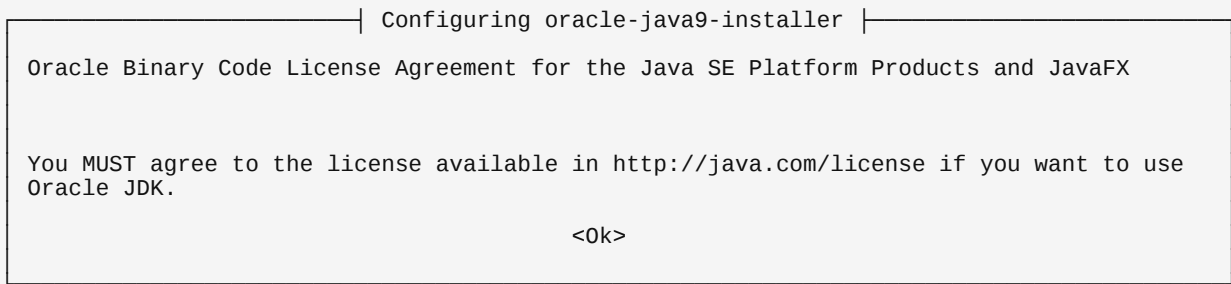 Configuring oracle-java9-installer
Oracle Binary Code License Agreement for the Java SE Platform Products and JavaFX
You MUST agree to the license available in http://java.com/license if you want to use
Oracle JDK.
<Ok>